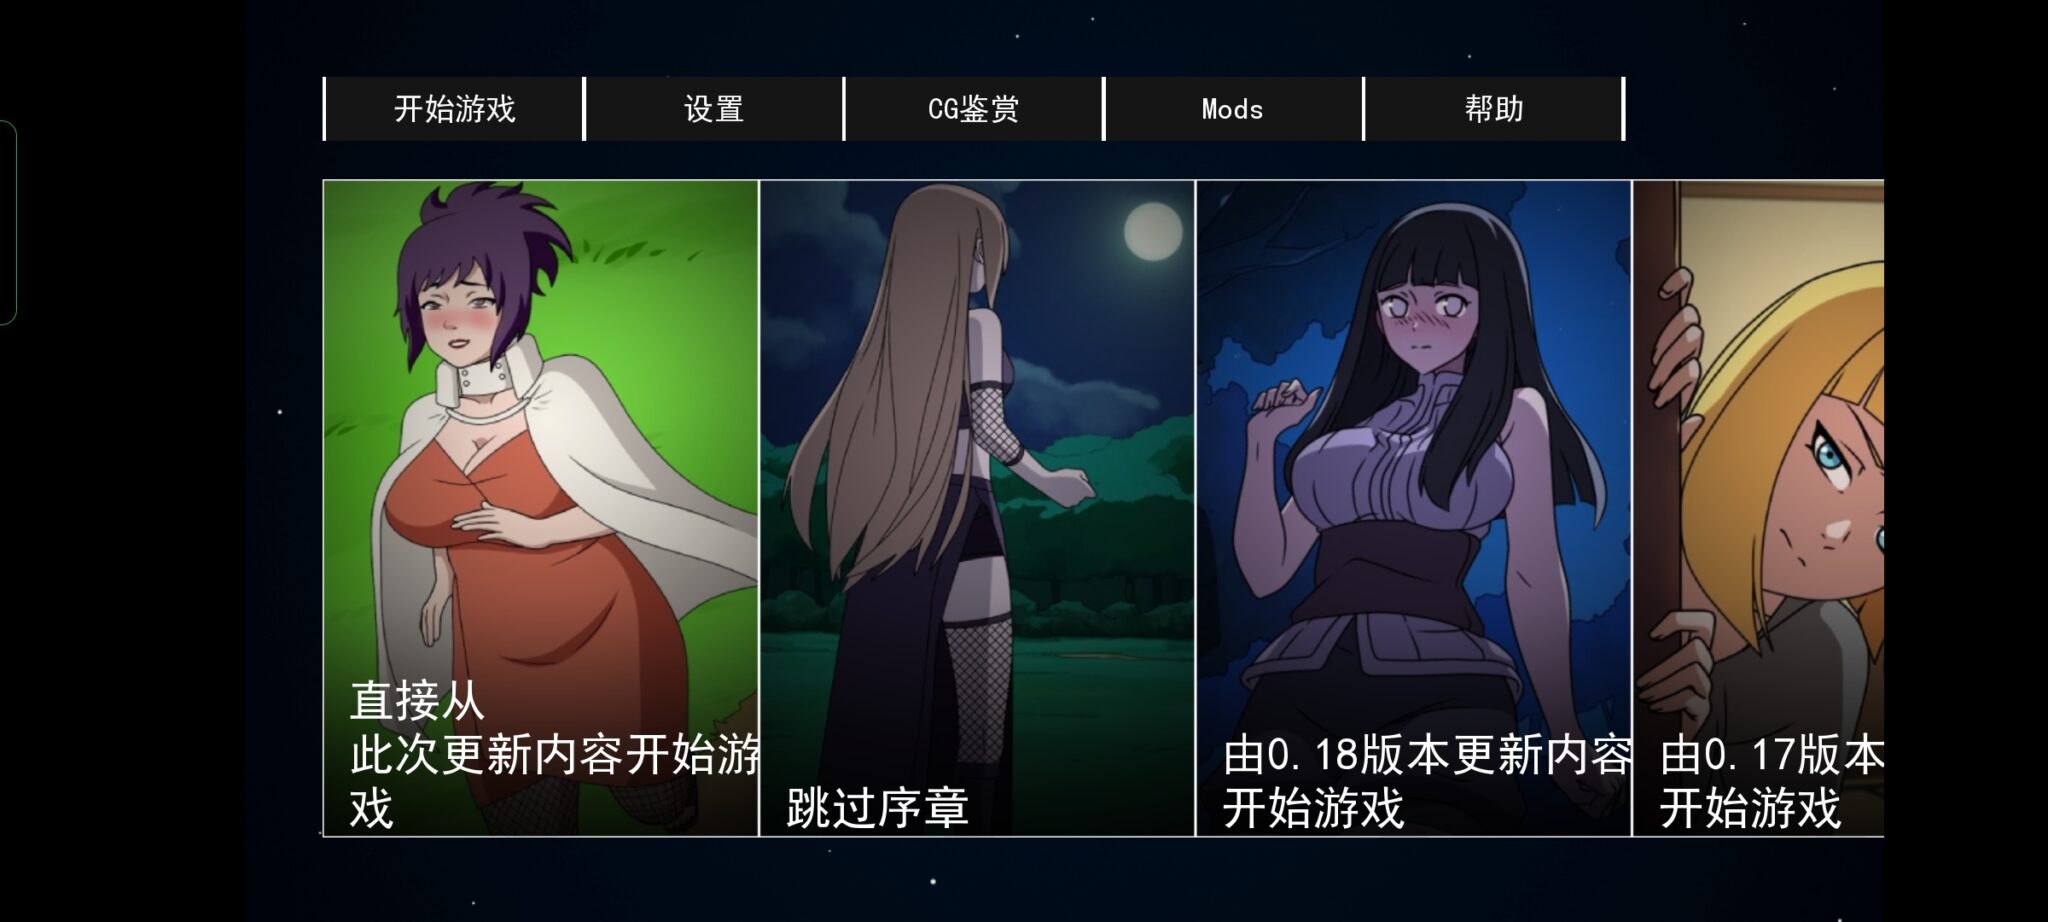 开始游戏
设置
CG鉴赏
Mods
帮助
直接从
此次更新内容开始游
戏
跳过序章
由0.18版本更新内容
开始游戏
由0.17版本
开始游戏